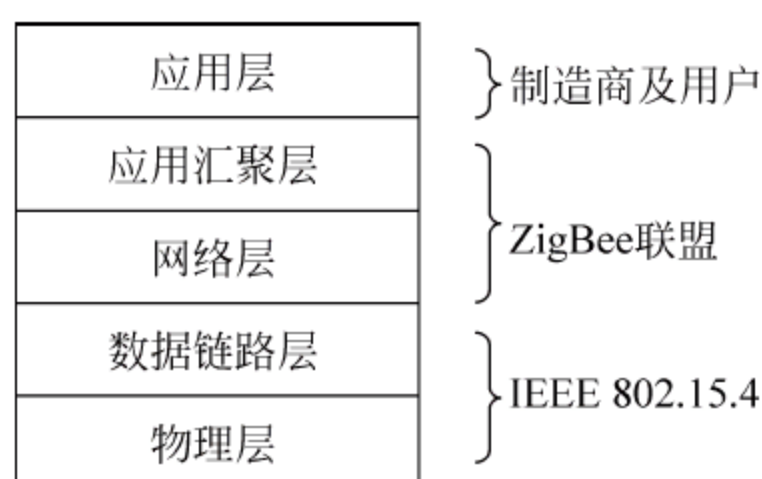 应用层
制造商及用户
应用汇聚层
网络层
ZigBee联盟
数据链路层
IEEE 802.15.4
物理层